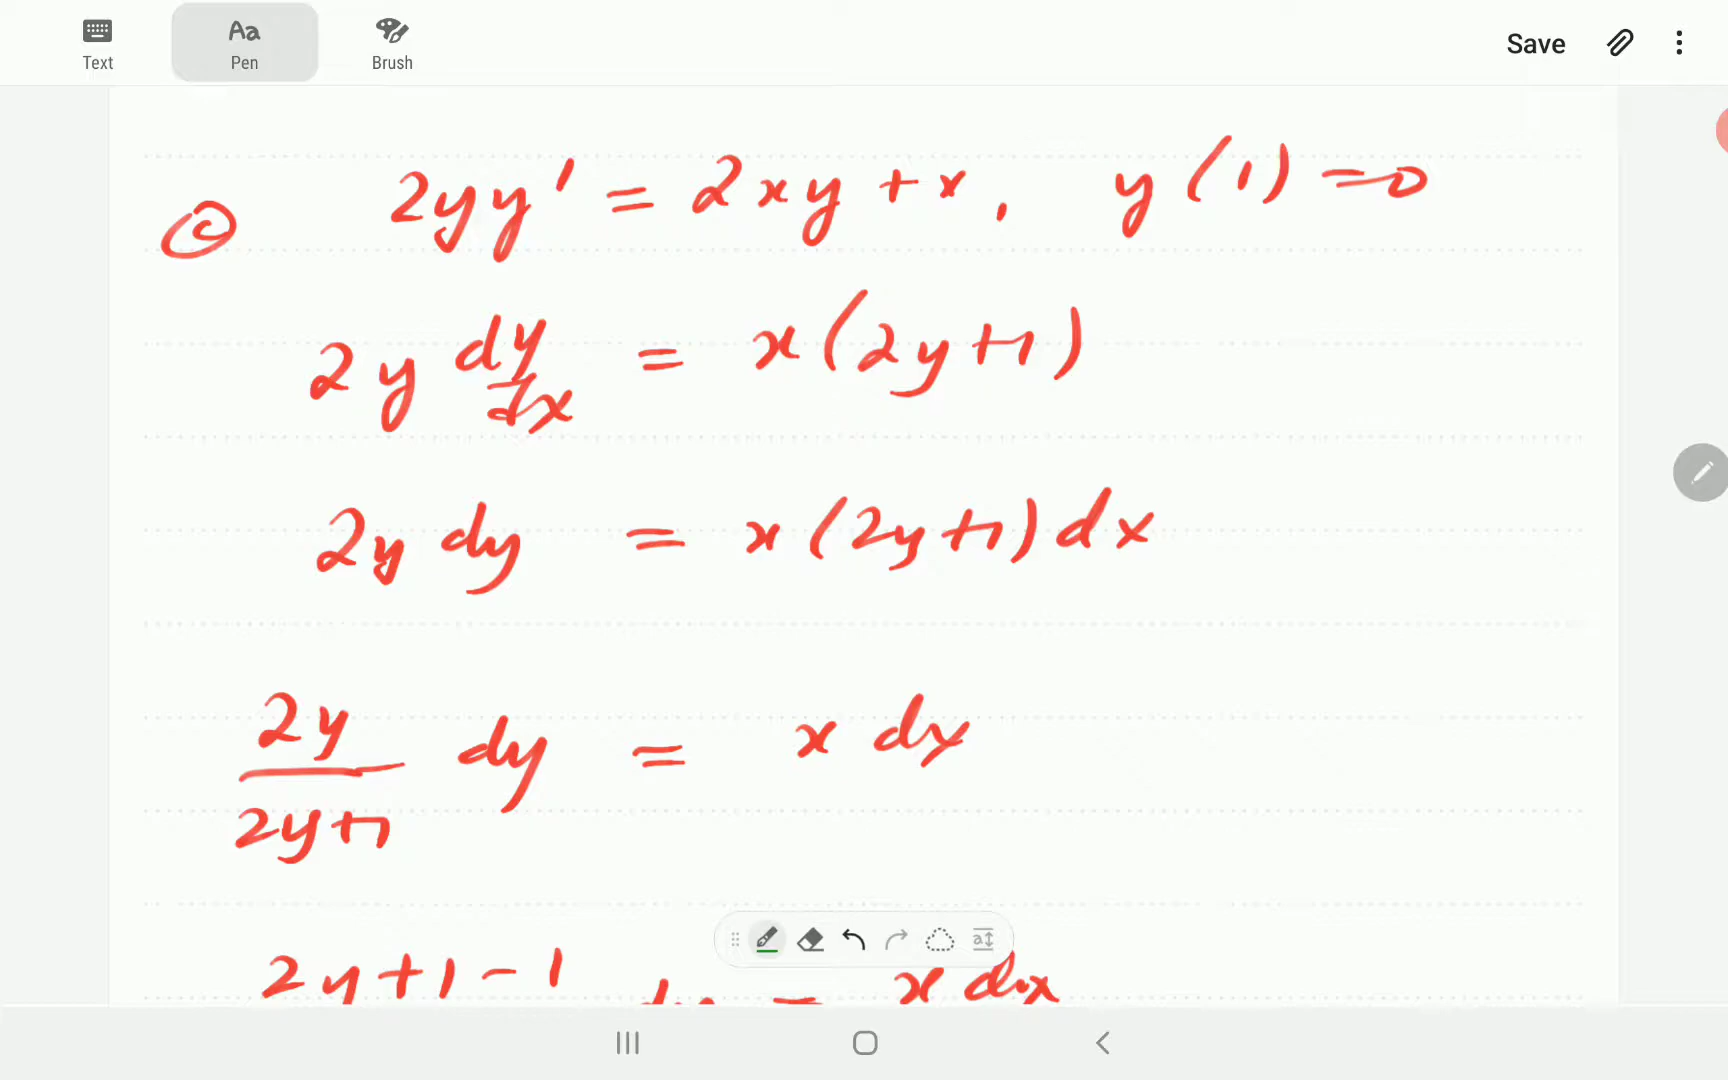 Text
Pen
Brush
Save
ⓒ 2yy' = 2xy + x, y(1) = 0
2y dy/dx = x(2y+1)
2y dy = x(2y+1) dx
2y/2y+1 dy = x dx
2y+1-1 dy = x dx